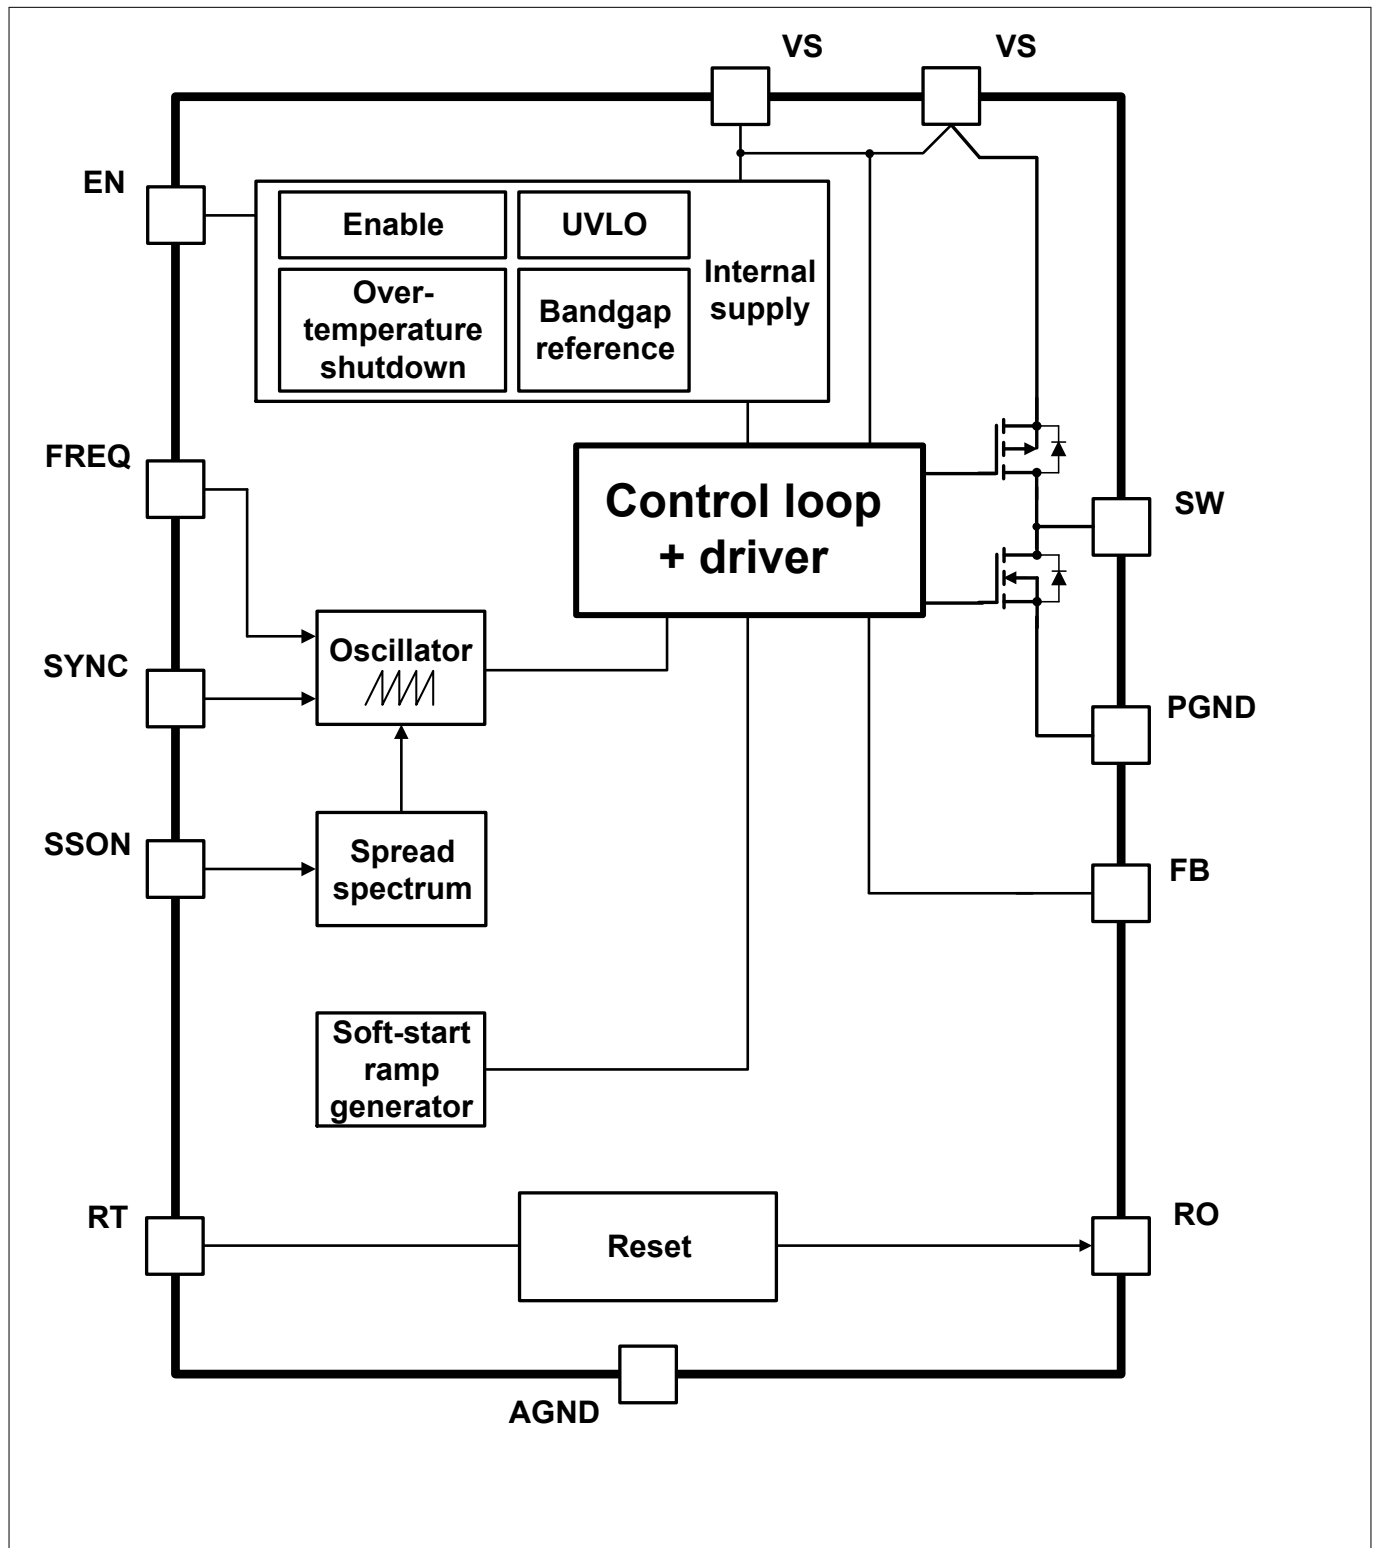 VS
VS
EN
Enable
UVLO
Internal
supply
Over-
temperature
shutdown
Bandgap
reference
FREQ
Control loop
+ driver
SW
SYNC
Oscillator
PGND
SSON
Spread
spectrum
FB
Soft-start
ramp
generator
RT
Reset
RO
AGND